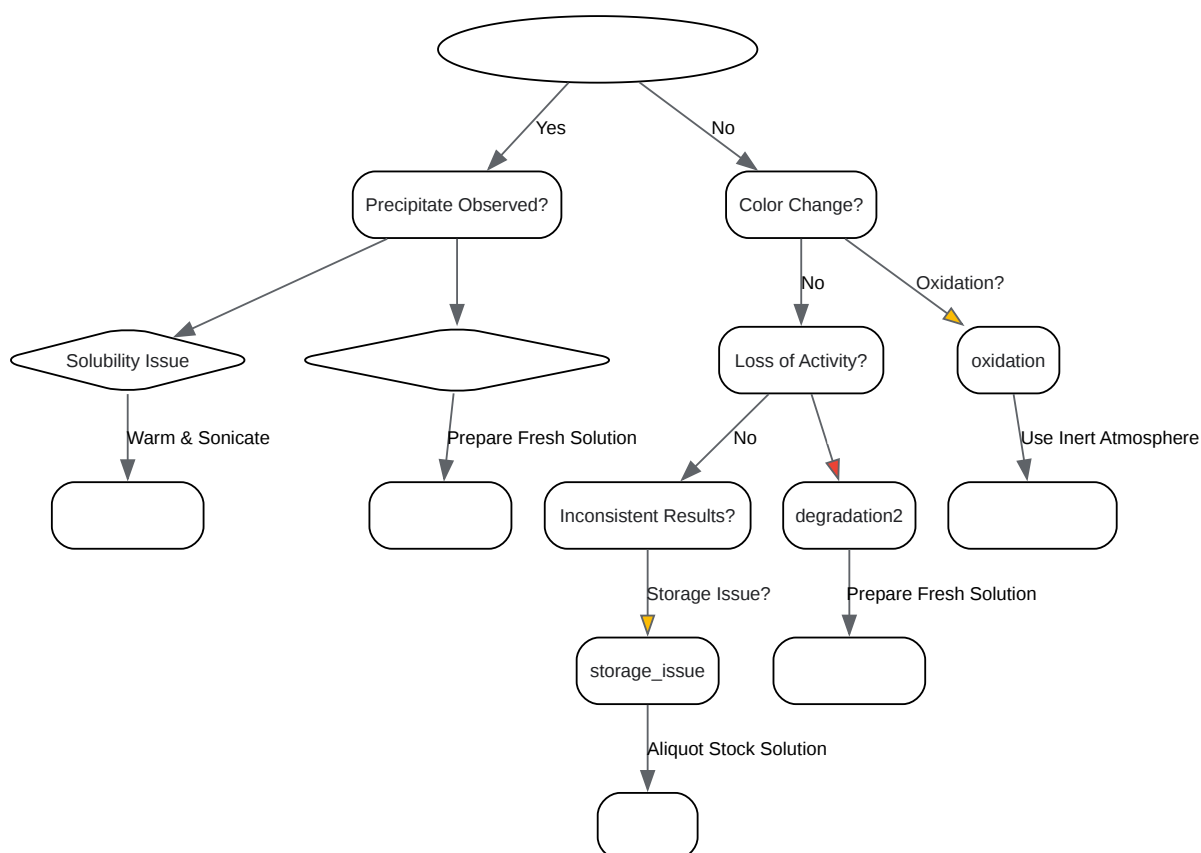 Yes
No
Precipitate Observed?
Color Change?
No
Oxidation?
Solubility Issue
Loss of Activity?
oxidation
Warm & Sonicate
Prepare Fresh Solution
No
Use Inert Atmosphere
Inconsistent Results?
degradation2
Storage Issue?
Prepare Fresh Solution
storage_issue
Aliquot Stock Solution